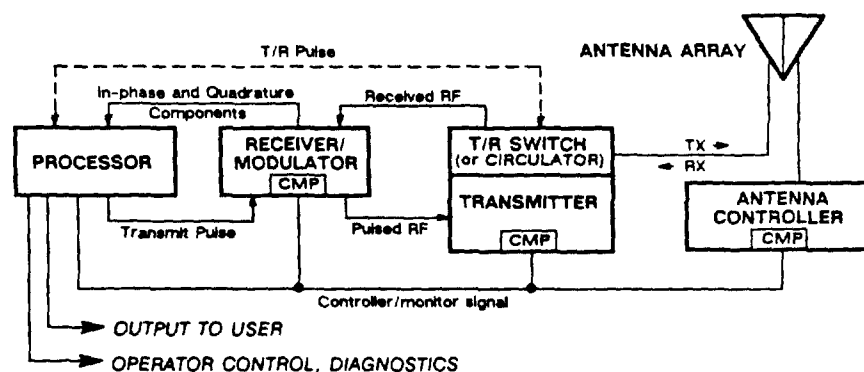 T/R Pulse
ANTENNA ARRAY
In-phase and Quadrature
Components
Received RF
PROCESSOR
RECEIVER/
MODULATOR
CMP
T/R SWITCH
(or CIRCULATOR)
TX
RX
TRANSMITTER
CMP
ANTENNA
CONTROLLER
CMP
Transmit Pulse
Pulsed RF
Controller/monitor signal
OUTPUT TO USER
OPERATOR CONTROL, DIAGNOSTICS